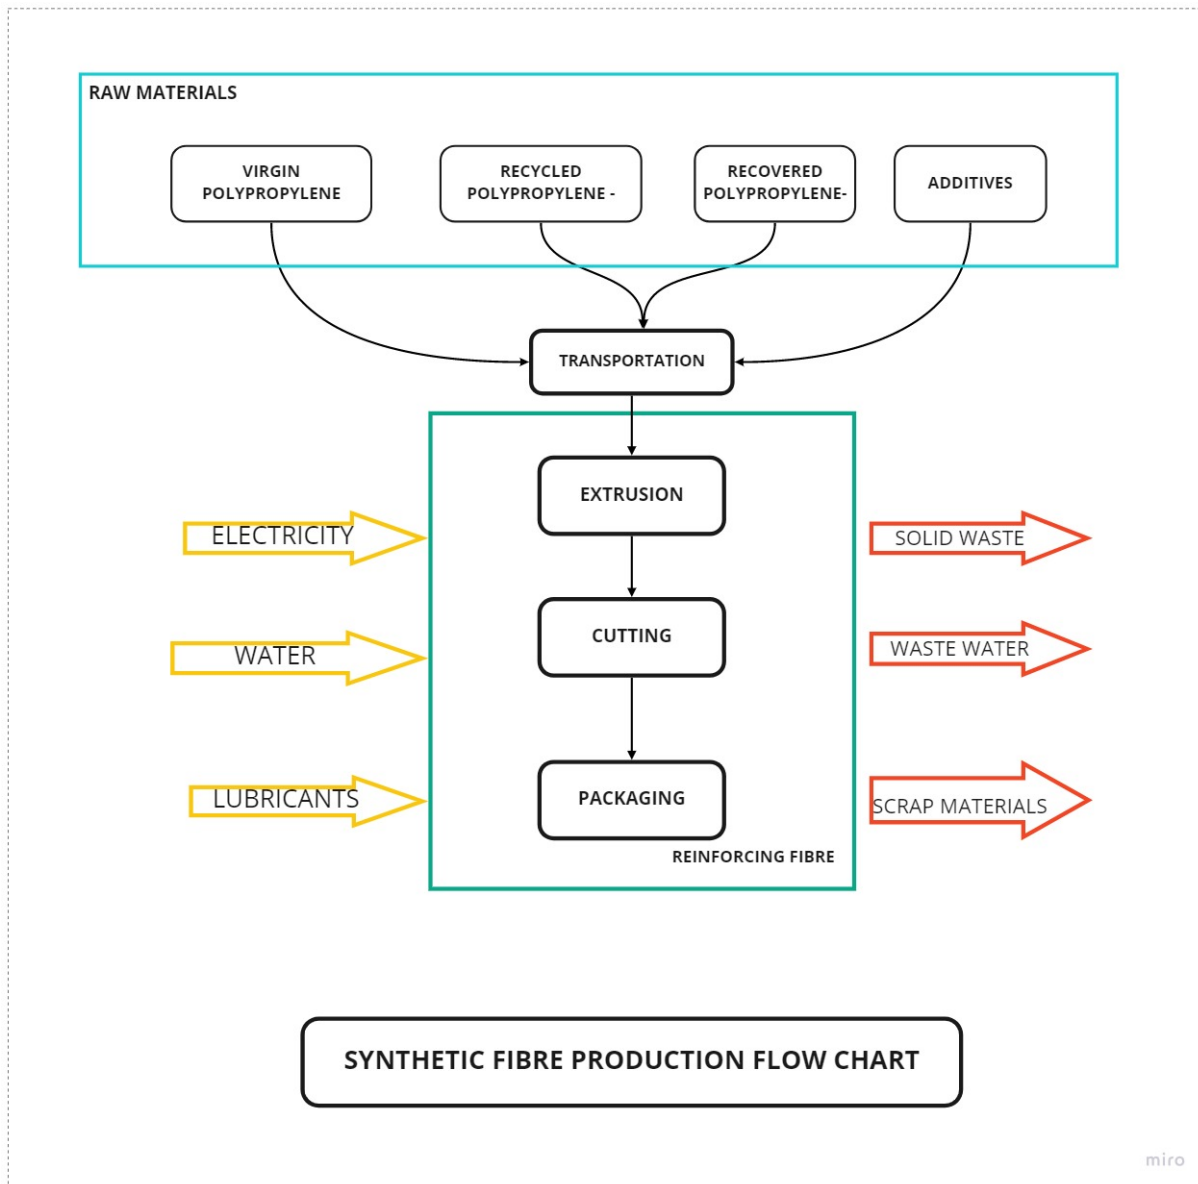 RAW MATERIALS
VIRGIN
POLYPROPYLENE
RECYCLED
POLYPROPYLENE -
RECOVERED
POLYPROPYLENE-
ADDITIVES
TRANSPORTATION
EXTRUSION
ELECTRICITY
SOLID WASTE
CUTTING
WATER
WASTE WATER
PACKAGING
LUBRICANTS
SCRAP MATERIALS
REINFORCING FIBRE
SYNTHETIC FIBRE PRODUCTION FLOW CHART
miro